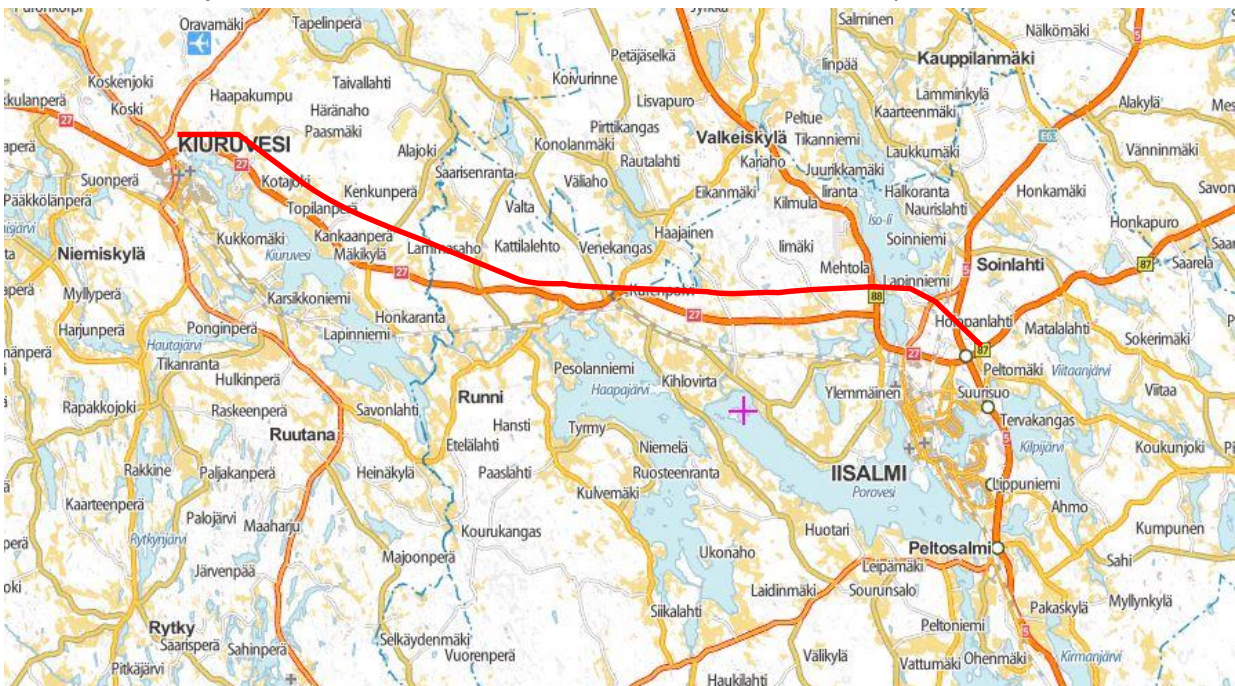 Oravamäki
Tapelinperä
Jylkkä
Salminen
Nälkömäki
5
Koskenjoki
Haapakumpu
Taivallahti
Koivurinne
Petäjäselkä
Iinpää
Kauppilanmäki
Koski
27
Häränaho
Paasmäki
Lisvapuro
Peltue
Kaarteenmäki
Lamminkylä
Alakylä
KIURUVESI
Alajoki
Konolanmäki
Pirttikangas
Valkeiskylä
Tikanniemi
E63
Vänninmäki
Suonperä
27
Kotajoki
Kenkunperä
Saarisenranta
Rautalahti
Kariaho
Juurikkamäki
Laukkumäki
Pääkkölänperä
Topilanperä
Valta
Väliaho
Eikanmäki
Kilmula
Iiranta
Halkoranta
Naurislahti
Honkamäki
Niemiskylä
Kukkomäki
Kiuruvesi
Kankaanperä
Mäkikylä
Lammasaho
Kattilalehto
Venekangas
Haajainen
Iimäki
Iso-Ii
Soinniemi
Honkapuro
Myllyperä
Karsikkoniemi
27
Kurenpolvi
Mehtola
Lapinniemi
5
Soinlahti
87
Saarela
Harjunperä
Ponginperä
Lapinniemi
Honkaranta
27
88
Matalalahti
Sokerimäki
Hautajärvi
Tikanranta
Hulkinperä
Pesolanniemi
27
87
Peltomäki
Viitaanjärvi
Rapakkojoki
Raskeenperä
Savonlahti
Runni
Haapajärvi
Kihlovirta
Ylemmäinen
Suurisuo
Viitaa
Ruutana
Hansti
Tyrmy
Tervakangas
Rakkine
Paljakanperä
Heinäkylä
Etelälahti
Niemelä
5
Kilpijärvi
Koukunjoki
Kaarteenperä
Paaslahti
Ruosteenranta
IISALMI
Porovesi
Lippuniemi
Palojärvi
Maaharju
Kulvemäki
Ahmo
Rytkynjärvi
Kourukangas
Huotari
Kumpunen
Majoonperä
Ukonaho
Peltosalmi
Sahi
Järvenpää
Leipämäki
Laidinmäki
Sourunsalo
Myllynkylä
Siikalahti
Pakaskylä
Rytky
Saarisperä
Selkäydenmäki
Peltoniemi
5
Sahinperä
Vuorenperä
Välikylä
Pitkäjärvi
Vattumäki
Ohenmäki
Kirmanjärvi
Haukilahti